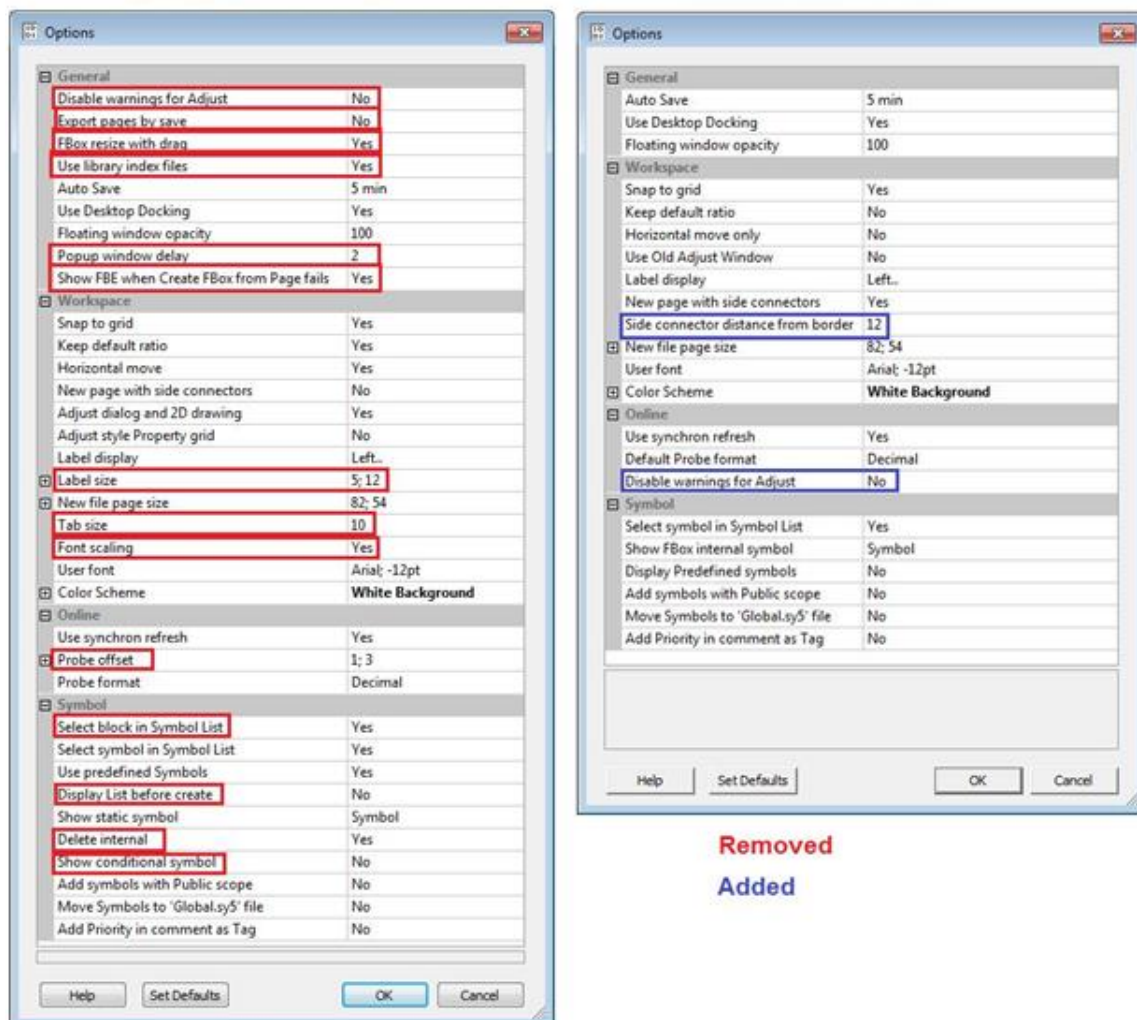 Options
General
Disable warnings for Adjust No
Export pages by save No
FBox resize with drag Yes
Use library index files Yes
Auto Save 5 min
Use Desktop Docking Yes
Floating window opacity 100
Popup window delay 2
Show FBE when Create FBox from Page fails Yes
Workspace
Snap to grid Yes
Keep default ratio Yes
Horizontal move Yes
New page with side connectors No
Adjust dialog and 2D drawing Yes
Adjust style Property grid No
Label display Left..
Label size 5; 12
New file page size 82; 54
Tab size 10
Font scaling Yes
User font Arial; -12pt
Color Scheme White Background
Online
Use synchron refresh Yes
Probe offset 1; 3
Probe format Decimal
Symbol
Select block in Symbol List Yes
Select symbol in Symbol List Yes
Use predefined Symbols Yes
Display List before create No
Show static symbol Symbol
Delete internal Yes
Show conditional symbol No
Add symbols with Public scope No
Move Symbols to 'Global.sy5' file No
Add Priority in comment as Tag No
Help Set Defaults OK Cancel
Options
General
Auto Save 5 min
Use Desktop Docking Yes
Floating window opacity 100
Workspace
Snap to grid Yes
Keep default ratio No
Horizontal move only No
Use Old Adjust Window No
Label display Left..
New page with side connectors Yes
Side connector distance from border 12
New file page size 82; 54
User font Arial; -12pt
Color Scheme White Background
Online
Use synchron refresh Yes
Default Probe format Decimal
Disable warnings for Adjust No
Symbol
Select symbol in Symbol List Yes
Show FBox internal symbol Symbol
Display Predefined symbols No
Add symbols with Public scope No
Move Symbols to 'Global.sy5' file No
Add Priority in comment as Tag No
Help Set Defaults OK Cancel
Removed
Added